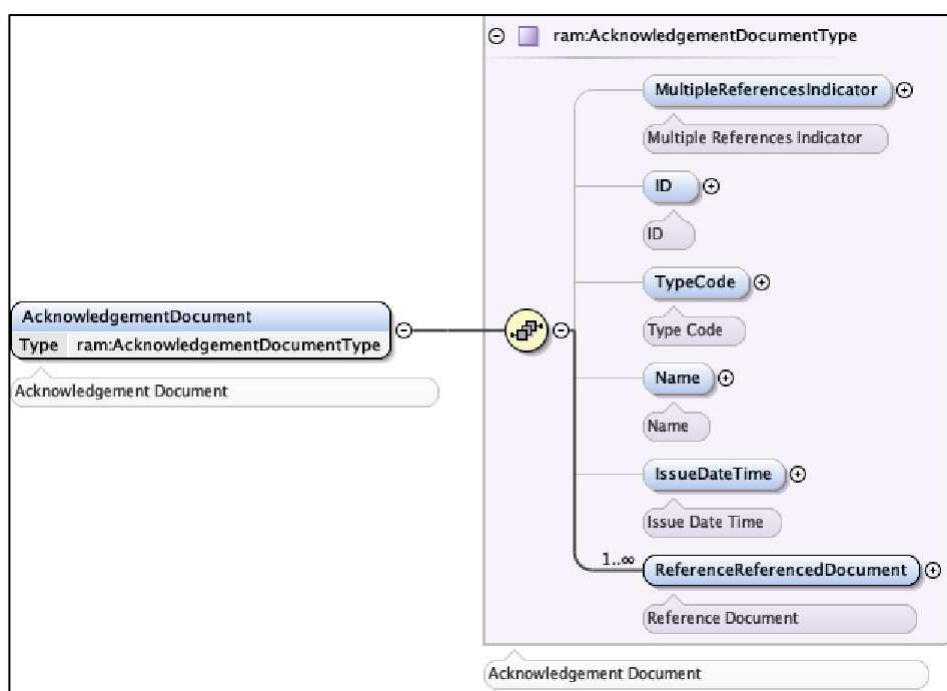 ram:AcknowledgementDocumentType
MultipleReferencesIndicator
Multiple References Indicator
ID
ID
TypeCode
Type Code
AcknowledgementDocument
Type ram:AcknowledgementDocumentType
Acknowledgement Document
Name
Name
IssueDateTime
Issue Date Time
1..∞ ReferenceReferencedDocument
Reference Document
Acknowledgement Document